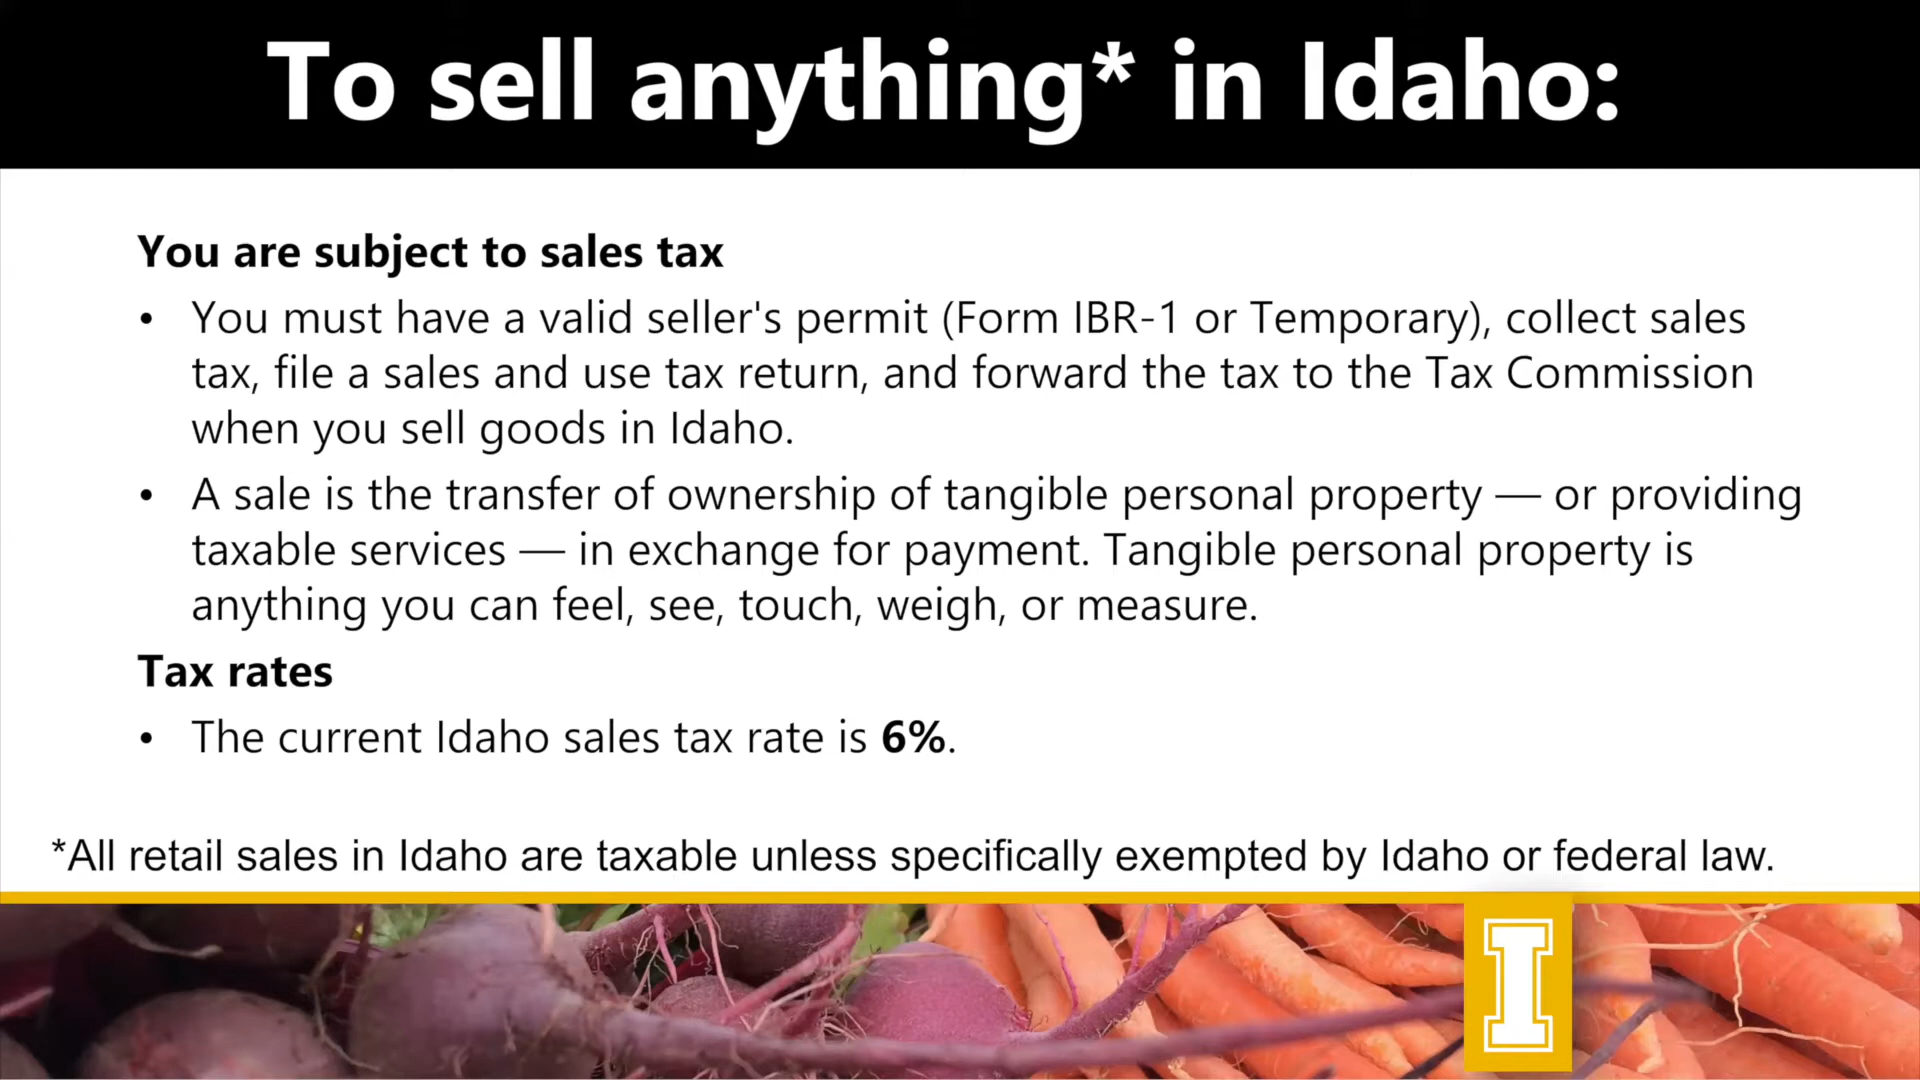 To sell anything* in Idaho:
You are subject to sales tax
• You must have a valid seller's permit (Form IBR-1 or Temporary), collect sales
tax, file a sales and use tax return, and forward the tax to the Tax Commission
when you sell goods in Idaho.
• A sale is the transfer of ownership of tangible personal property — or providing
taxable services — in exchange for payment. Tangible personal property is
anything you can feel, see, touch, weigh, or measure.
Tax rates
• The current Idaho sales tax rate is 6%.
*All retail sales in Idaho are taxable unless specifically exempted by Idaho or federal law.
I